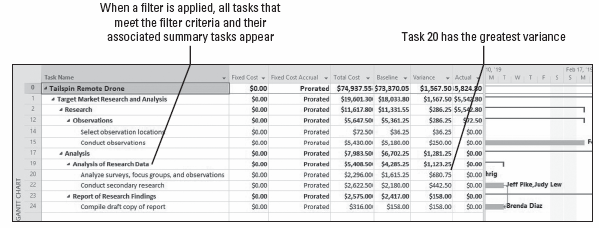 When a filter is applied, all tasks that
meet the filter criteria and their
associated summary tasks appear
Task 20 has the greatest variance
Task Name Fixed Cost Fixed Cost Accrual Total Cost Baseline Variance Actual M T W T F S S M
0 Tailspin Remote Drone $0.00 Prorated $74,937.55 $73,370.05 $1,567.50 $5,824.80
1 Target Market Research and Analysis $0.00 Prorated $19,601.30 $18,033.80 $1,567.50 $5,542.80
2 Research $0.00 Prorated $11,617.80 $11,331.55 $286.25 $5,542.80
12 Observations $0.00 Prorated $5,647.50 $5,361.25 $286.25 $72.50
14 Select observation locations $0.00 Prorated $72.50 $36.25 $36.25 $72.50
15 Conduct observations $0.00 Prorated $5,430.00 $5,180.00 $250.00 $0.00
17 Analysis $0.00 Prorated $7,983.50 $6,702.25 $1,281.25 $0.00
19 Analysis of Research Data $0.00 Prorated $5,408.50 $4,285.25 $1,123.25 $0.00
20 Analyze surveys, focus groups, and observations $0.00 Prorated $2,296.00 $1,615.25 $680.75 $0.00
22 Conduct secondary research $0.00 Prorated $2,622.50 $2,180.00 $442.50 $0.00 Jeff Pike,Judy Lew
23 Report of Research Findings $0.00 Prorated $2,575.00 $2,417.00 $158.00 $0.00
24 Compile draft copy of report $0.00 Prorated $316.00 $158.00 $158.00 $0.00 Brenda Diaz
GANTT CHART